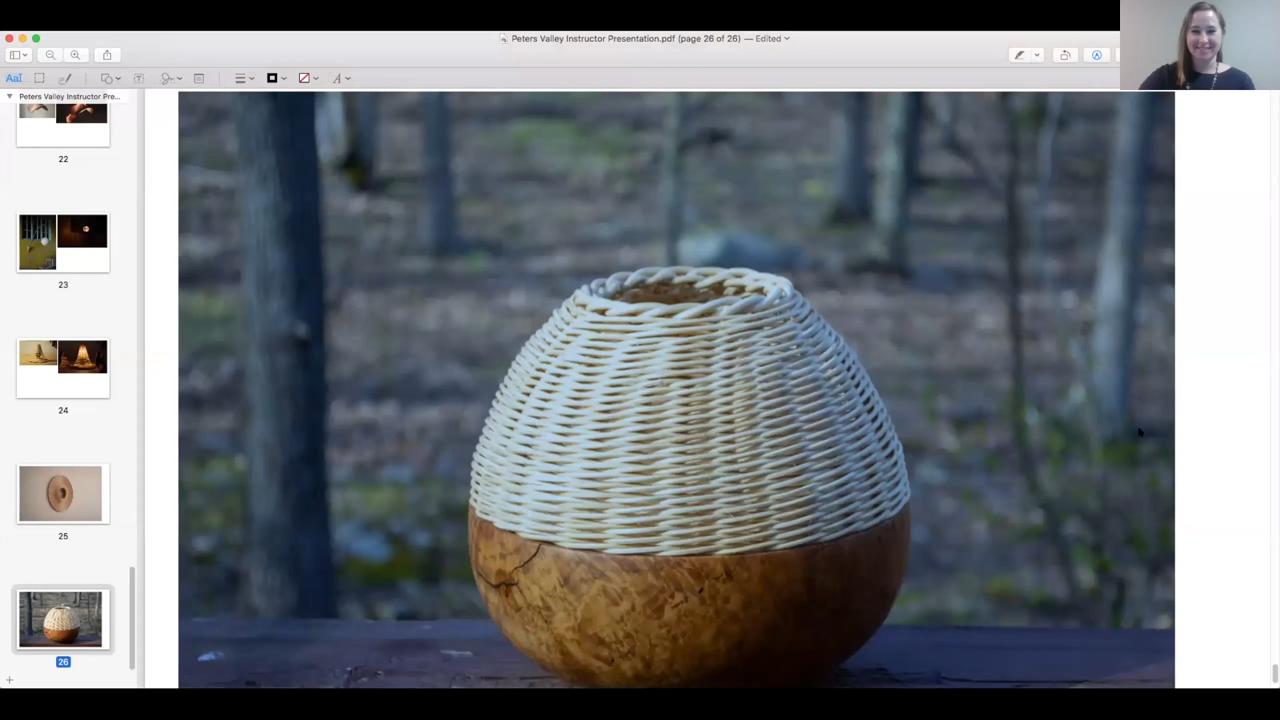 Peters Valley Instructor Presentation.pdf (page 26 of 26) — Edited
AaI
A
Peters Valley Instructor Pre...
22
23
24
25
26